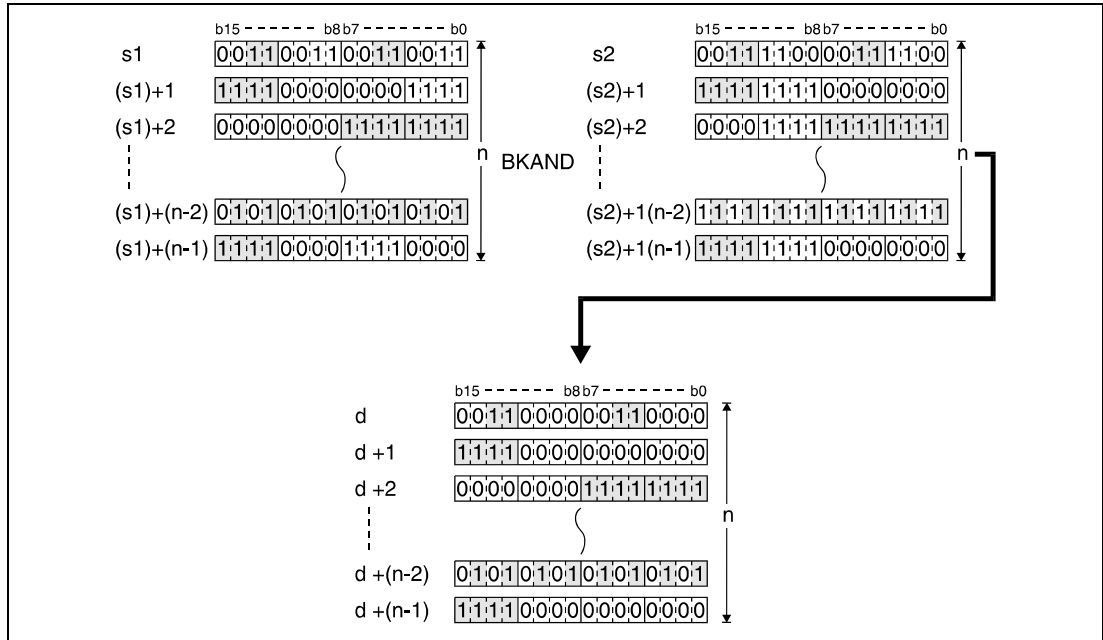 b15 b8 b7 b0
s1 0011001100110011
(s1)+1 1111000000001111
(s1)+2 0000000011111111
(s1)+(n-2) 0101010101010101
(s1)+(n-1) 1111000011110000
n
BKAND
b15 b8 b7 b0
s2 0011110000111100
(s2)+1 1111111100000000
(s2)+2 0000111111111111
(s2)+1(n-2) 1111111111111111
(s2)+1(n-1) 1111111100000000
n
b15 b8 b7 b0
d 0011000000110000
d +1 1111000000000000
d +2 0000000011111111
d +(n-2) 0101010101010101
d +(n-1) 1111000000000000
n